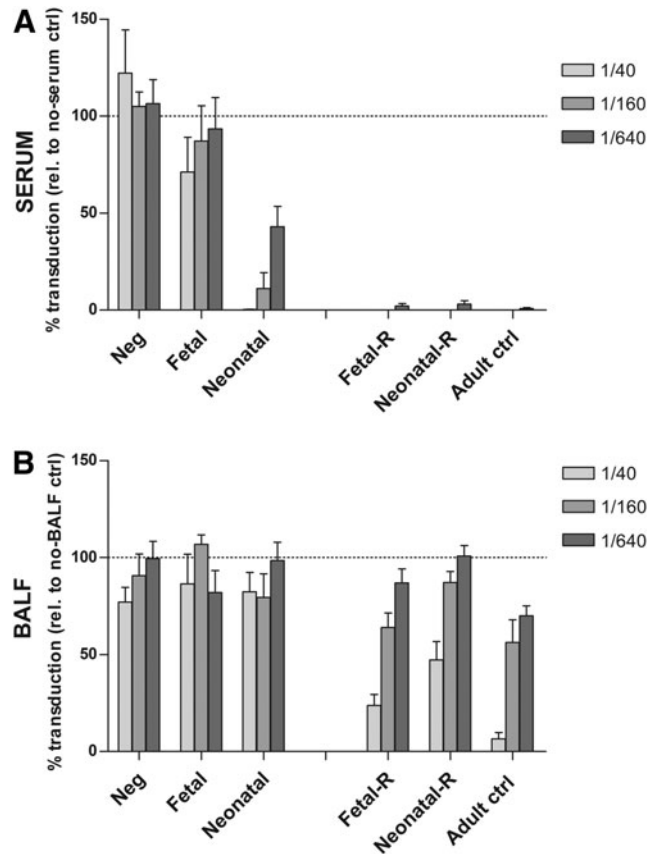 A
SERUM
% transduction (rel. to no-serum ctrl)
150
100
50
0
Neg
Fetal
Neonatal
Fetal-R
Neonatal-R
Adult ctrl
1/40
1/160
1/640
B
BALF
% transduction (rel. to no-BALF ctrl)
150
100
50
0
Neg
Fetal
Neonatal
Fetal-R
Neonatal-R
Adult ctrl
1/40
1/160
1/640